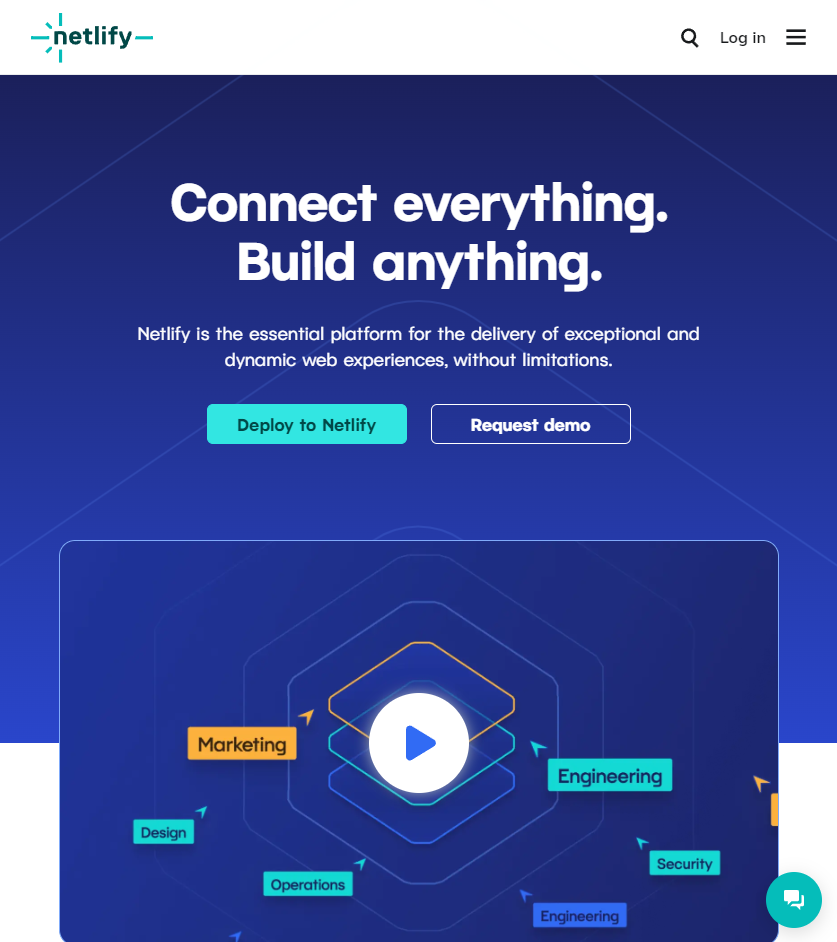 netlify
Log in
Connect everything.
Build anything.
Netlify is the essential platform for the delivery of exceptional and
dynamic web experiences, without limitations.
Deploy to Netlify
Request demo
Marketing
Engineering
Design
Security
Operations
Engineering